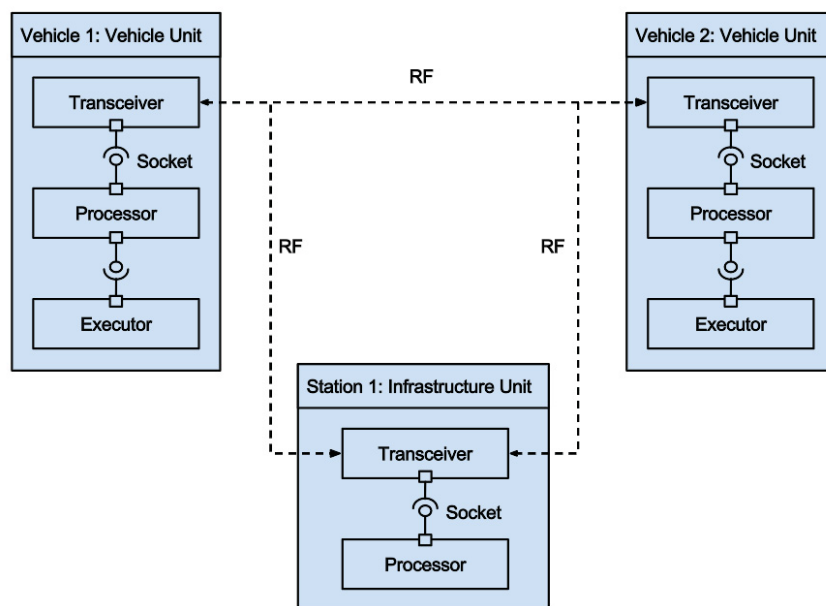 Vehicle 1: Vehicle Unit
Transceiver
Socket
Processor
Executor
RF
RF
RF
Vehicle 2: Vehicle Unit
Transceiver
Socket
Processor
Executor
Station 1: Infrastructure Unit
Transceiver
Socket
Processor